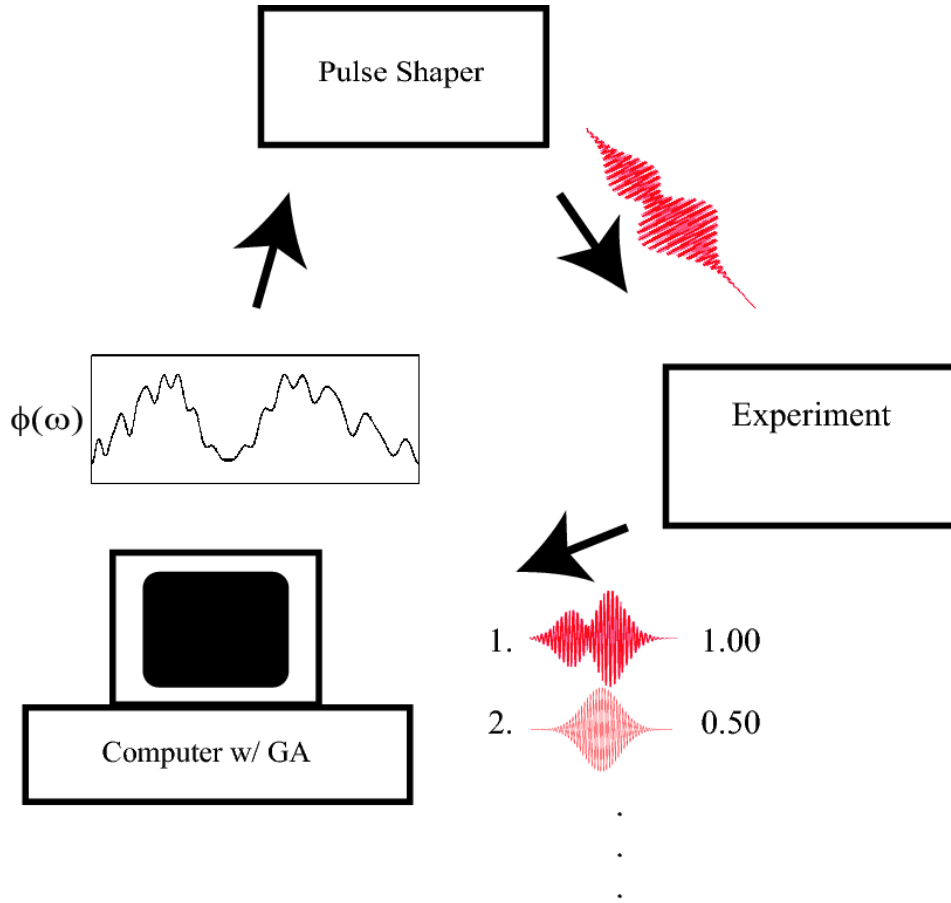 Pulse Shaper
ϕ(ω)
Experiment
1. 1.00
2. 0.50
Computer w/ GA